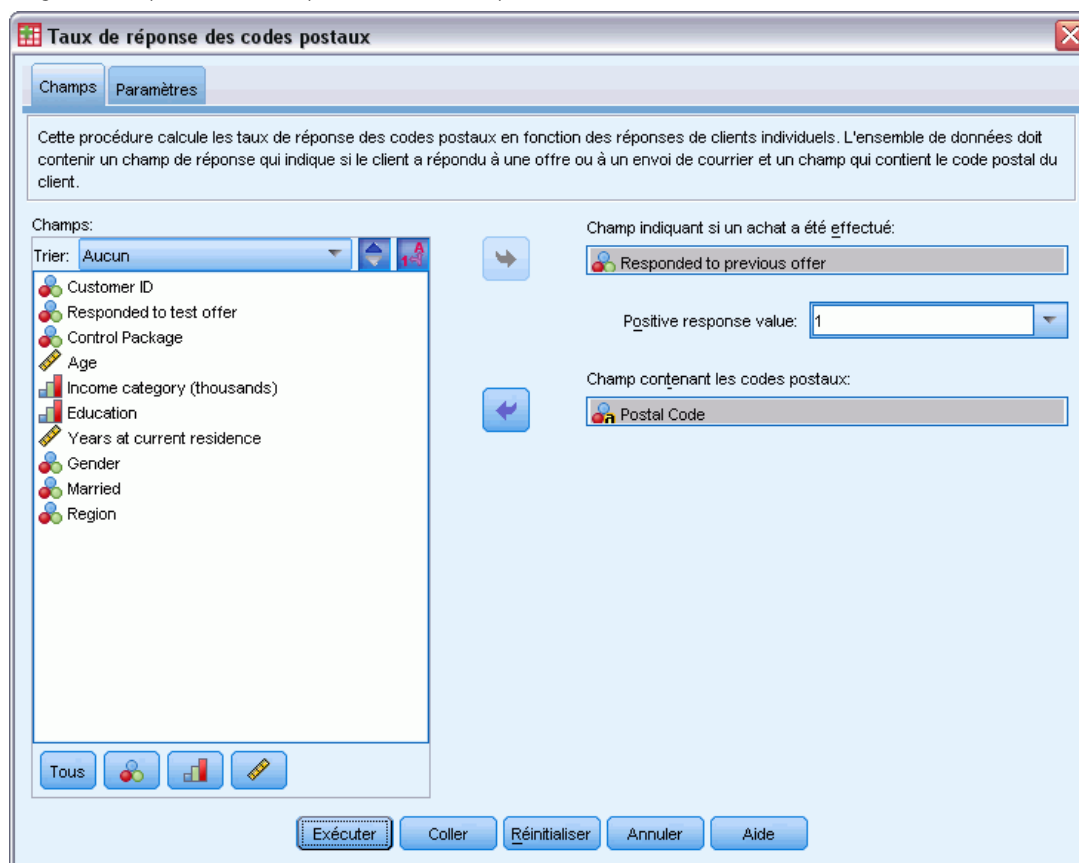 Taux de réponse des codes postaux
Champs Paramètres
Cette procédure calcule les taux de réponse des codes postaux en fonction des réponses de clients individuels. L'ensemble de données doit
contenir un champ de réponse qui indique si le client a répondu à une offre ou à un envoi de courrier et un champ qui contient le code postal du
client.
Champs:
Trier: Aucun
Customer ID
Responded to test offer
Control Package
Age
Income category (thousands)
Education
Years at current residence
Gender
Married
Region
Tous
Champ indiquant si un achat a été effectué:
Responded to previous offer
Positive response value: 1
Champ contenant les codes postaux:
Postal Code
Exécuter Coller Réinitialiser Annuler Aide